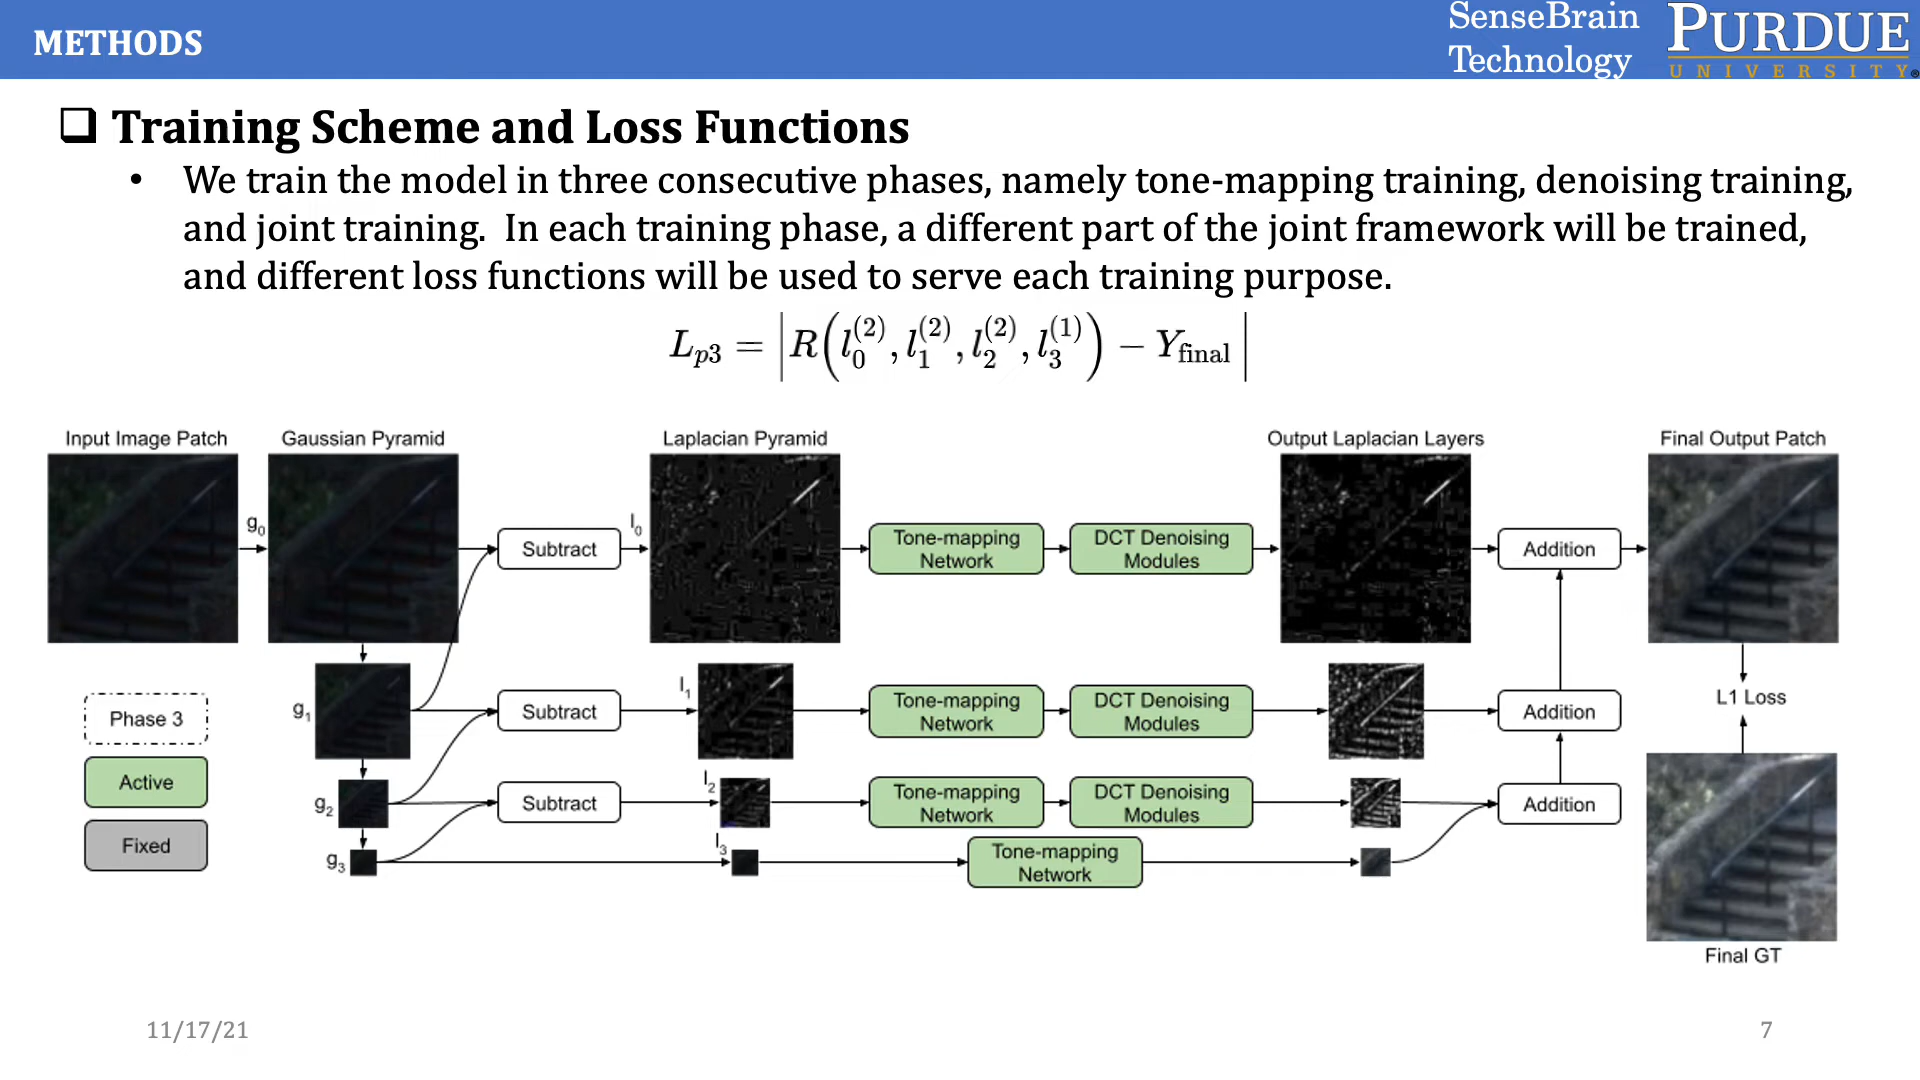 METHODS
SenseBrain
Technology
PURDUE
UNIVERSITY®
❑ Training Scheme and Loss Functions
• We train the model in three consecutive phases, namely tone-mapping training, denoising training,
and joint training. In each training phase, a different part of the joint framework will be trained,
and different loss functions will be used to serve each training purpose.
L_{p3} = | R( l_0^{(2)}, l_1^{(2)}, l_2^{(2)}, l_3^{(1)} ) − Y_{final} |
Input Image Patch
Gaussian Pyramid
Laplacian Pyramid
Output Laplacian Layers
Final Output Patch
g_0
Subtract
l_0
Tone-mapping
Network
DCT Denoising
Modules
Addition
g_1
Subtract
l_1
Tone-mapping
Network
DCT Denoising
Modules
Addition
L1 Loss
Phase 3
Active
Fixed
g_2
Subtract
l_2
Tone-mapping
Network
DCT Denoising
Modules
Addition
g_3
l_3
Tone-mapping
Network
Final GT
11/17/21
7